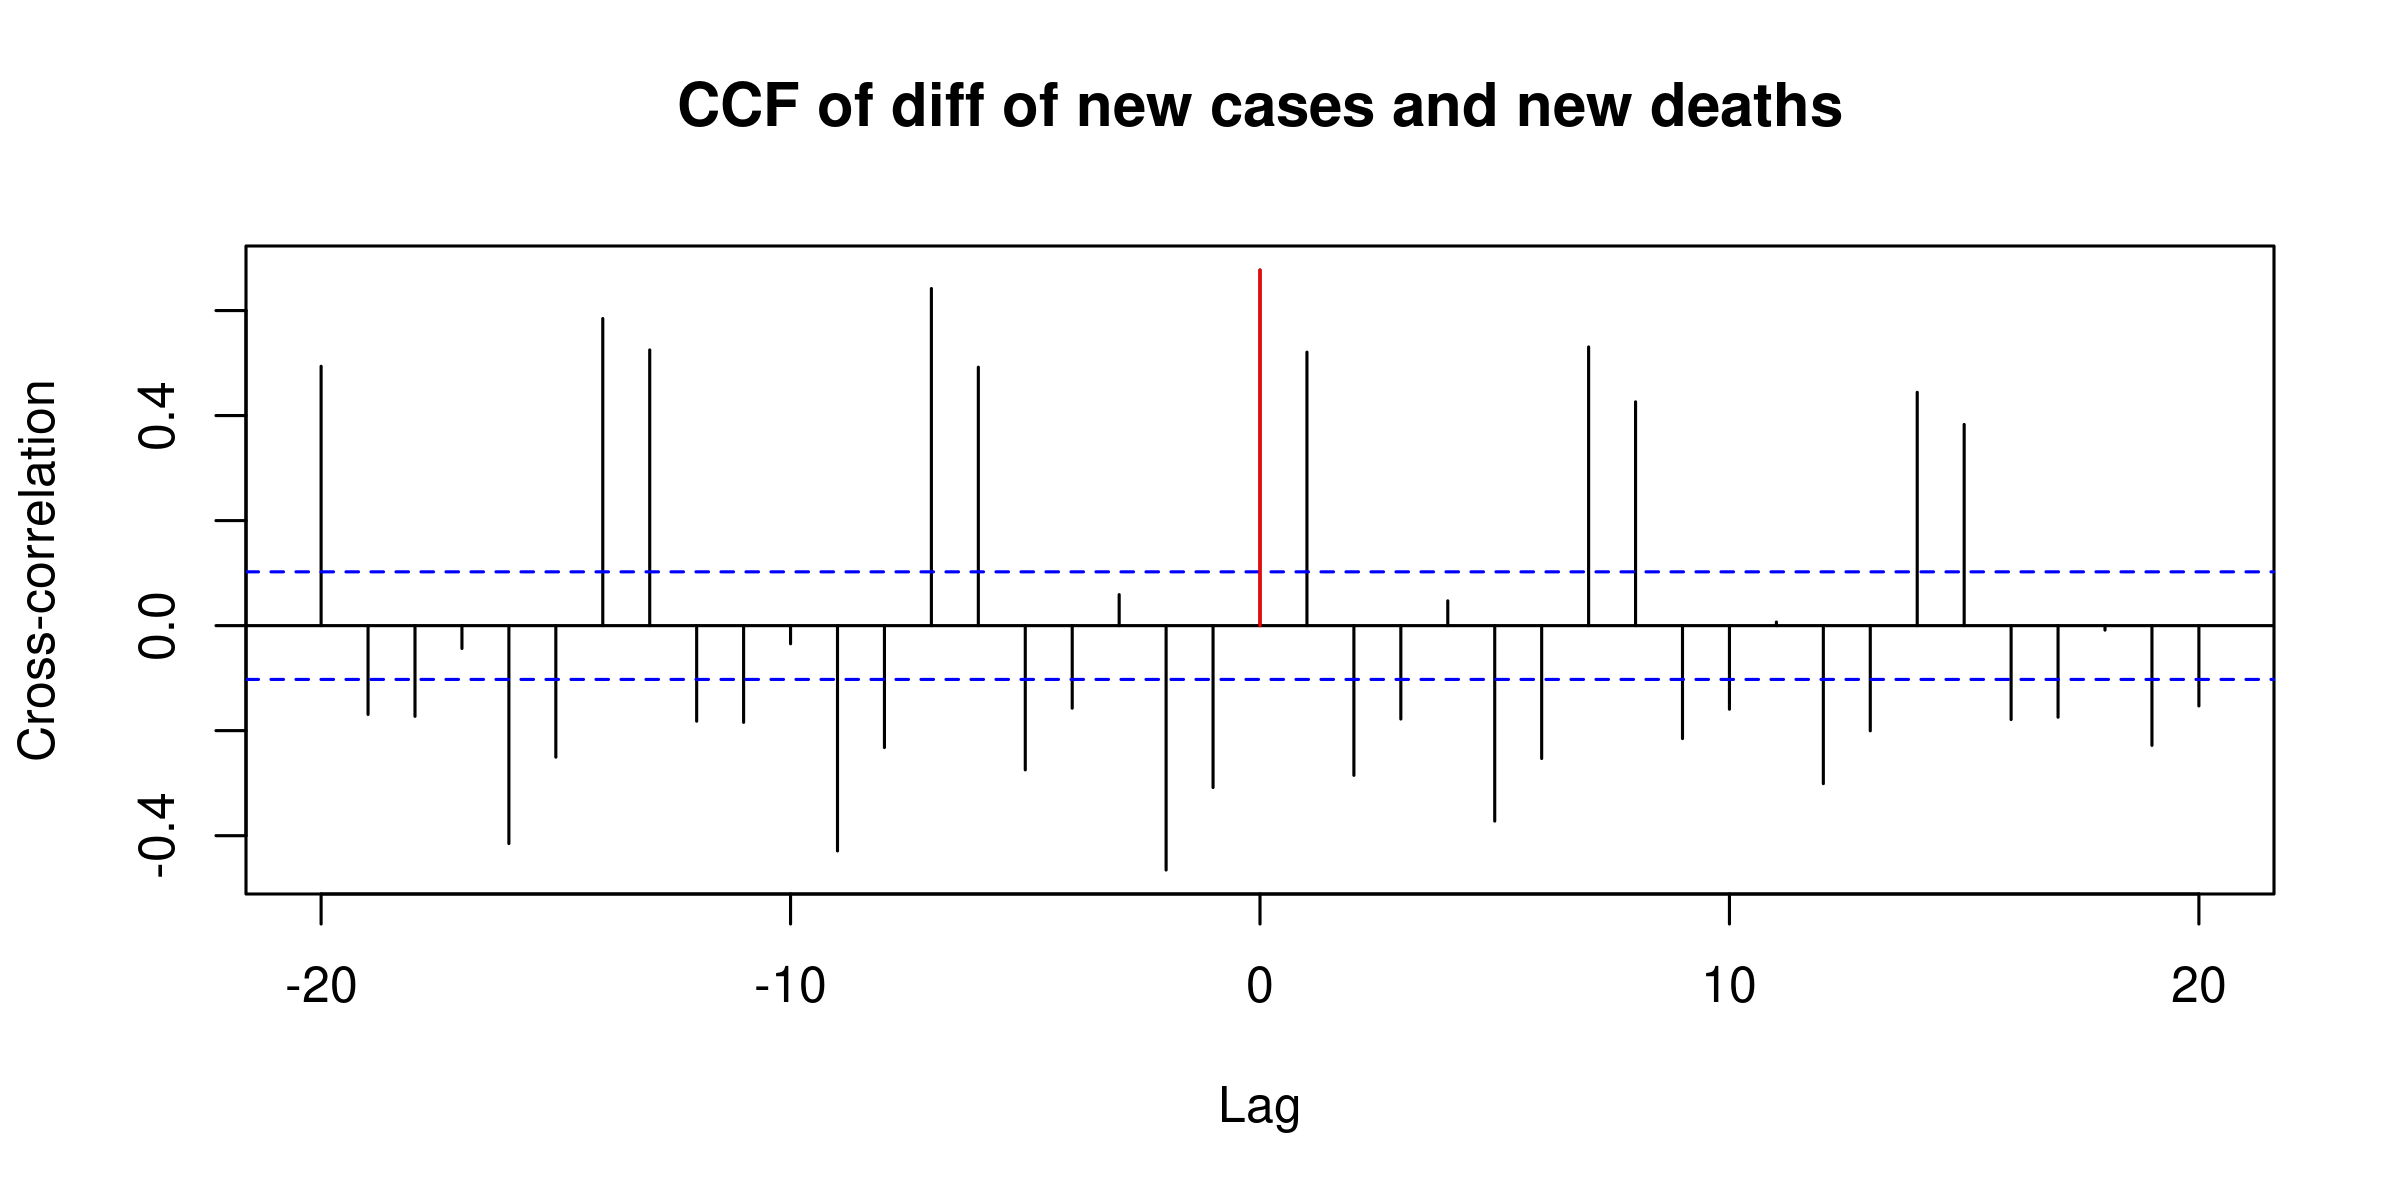 CCF of diff of new cases and new deaths
Cross-correlation
0.4
0.0
-0.4
-20 -10 0 10 20
Lag